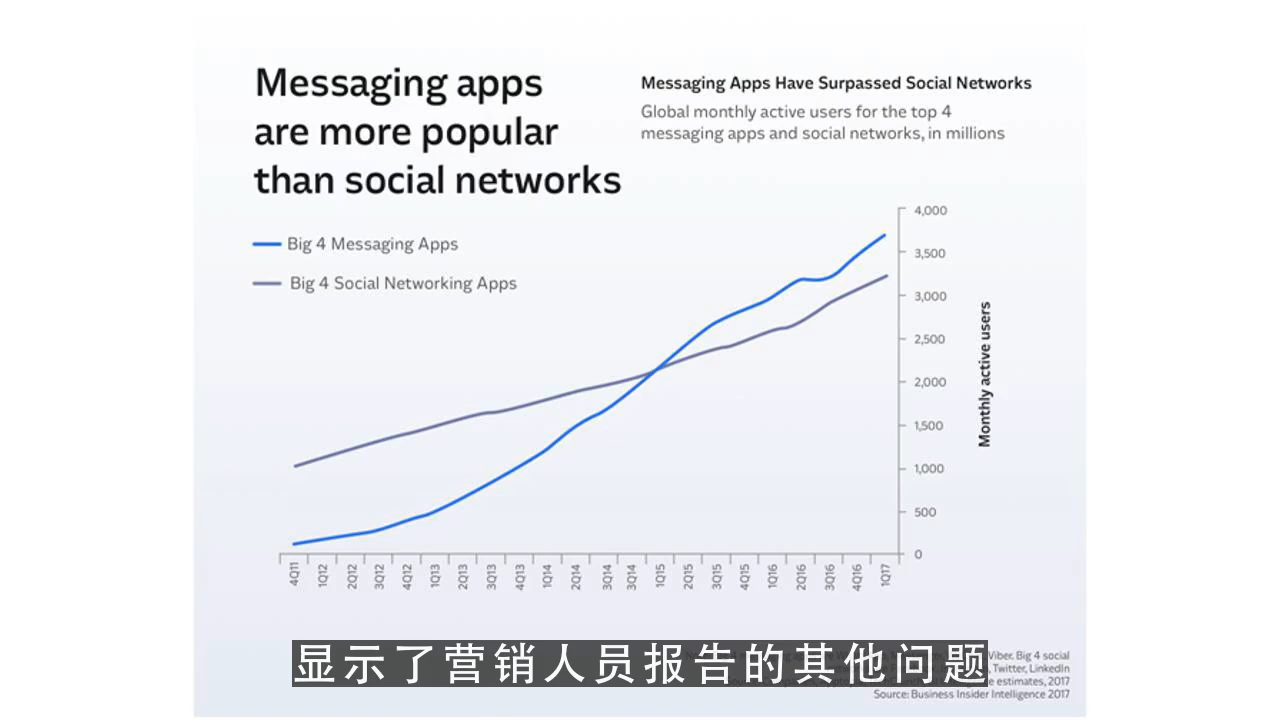 Messaging apps
are more popular
than social networks
Messaging Apps Have Surpassed Social Networks
Global monthly active users for the top 4
messaging apps and social networks, in millions
Big 4 Messaging Apps
Big 4 Social Networking Apps
4,000
3,500
3,000
2,500
2,000
1,500
1,000
500
0
Monthly active users
4Q11
1Q12
2Q12
3Q12
4Q12
1Q13
2Q13
3Q13
4Q13
1Q14
2Q14
3Q14
3Q14
1Q15
2Q15
3Q15
4Q15
1Q16
2Q16
3Q16
4Q16
1Q17
显示了营销人员报告的其他问题
Viber. Big 4 social
Twitter, LinkedIn
estimates, 2017
Source: Business Insider Intelligence 2017